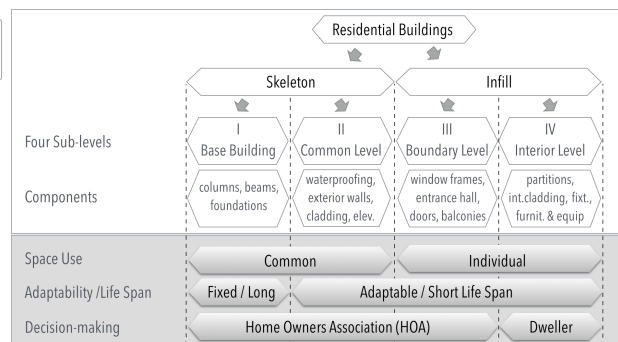 Residential Buildings
Skeleton
Infill
Four Sub-levels
I
Base Building
II
Common Level
III
Boundary Level
IV
Interior Level
Components
columns, beams,
foundations
waterproofing,
exterior walls,
cladding, elev.
window frames,
entrance hall,
doors, balconies
partitions,
int.cladding, fixt.,
furnit. & equip
Space Use
Common
Individual
Adaptability /Life Span
Fixed / Long
Adaptable / Short Life Span
Decision-making
Home Owners Association (HOA)
Dweller